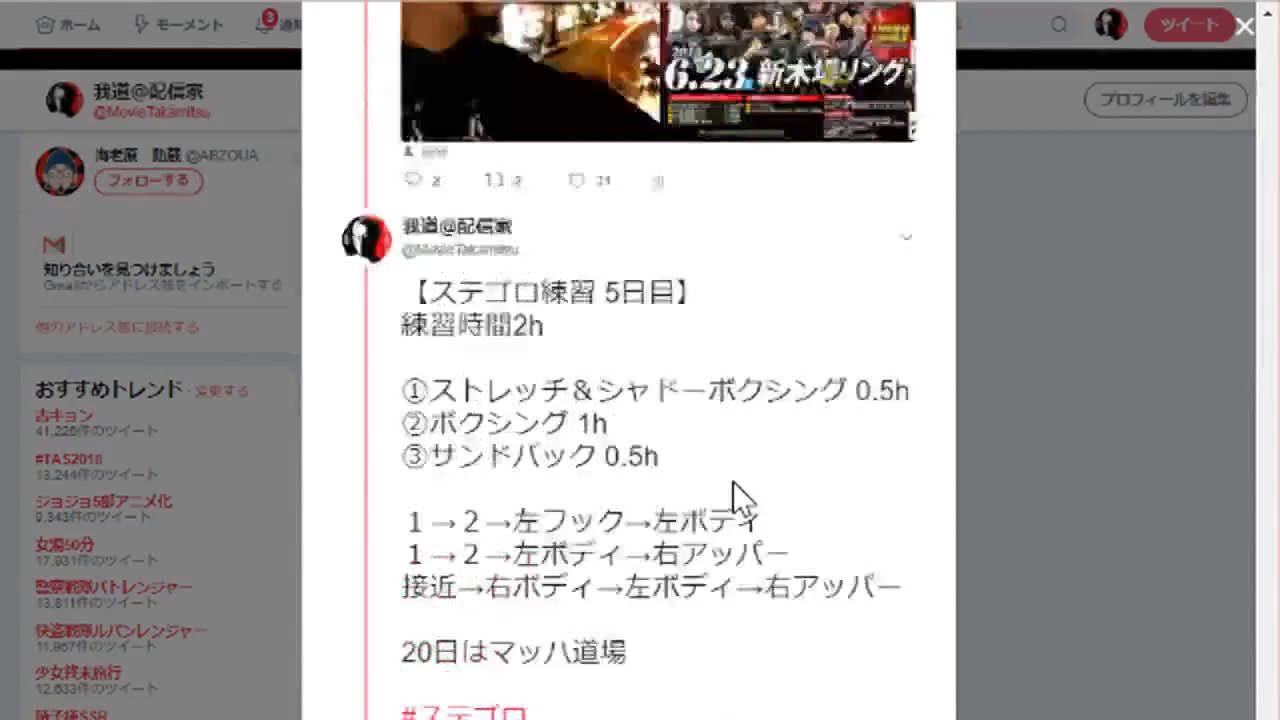 ホーム
モーメント
3
ツイート
我道@配信家
@MovieTakamitsu
プロフィールを編集
@ABZOUA...
フォローする
知り合いを見つけましょう
Gmailからアドレス帳をインポートする
他のアドレス帳に接続する
おすすめトレンド · 変更する
古キョン
41,226件のツイート
#TAS2018
13,244件のツイート
ジョジョ5部アニメ化
9,343件のツイート
女湯50分
17,931件のツイート
警察戦隊パトレンジャー
13,811件のツイート
快盗戦隊ルパンレンジャー
11,967件のツイート
少女終末旅行
12,633件のツイート
6.23 新木場リング
我道@配信家
@MovieTakamitsu
【ステゴロ練習 5日目】
練習時間2h
①ストレッチ＆シャドーボクシング 0.5h
②ボクシング 1h
③サンドバック 0.5h
１→２→左フック→左ボディ
１→２→左ボディ→右アッパー
接近→右ボディ→左ボディ→右アッパー
20日はマッハ道場
#ステゴロ